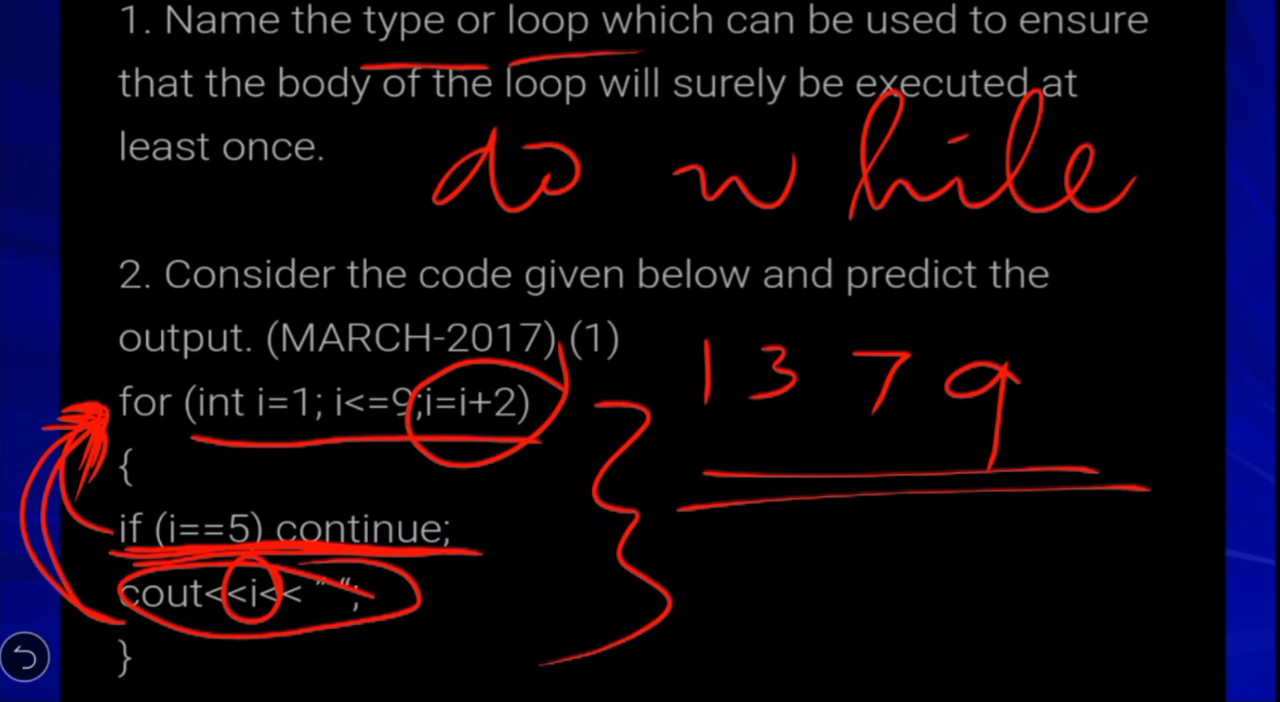 1. Name the type or loop which can be used to ensure
that the body of the loop will surely be executed at
least once.
do while
2. Consider the code given below and predict the
output. (MARCH-2017) (1)
1 3 7 9
for (int i=1; i<=9;i=i+2)
{
if (i==5) continue;
cout<<i<< “ “;
}